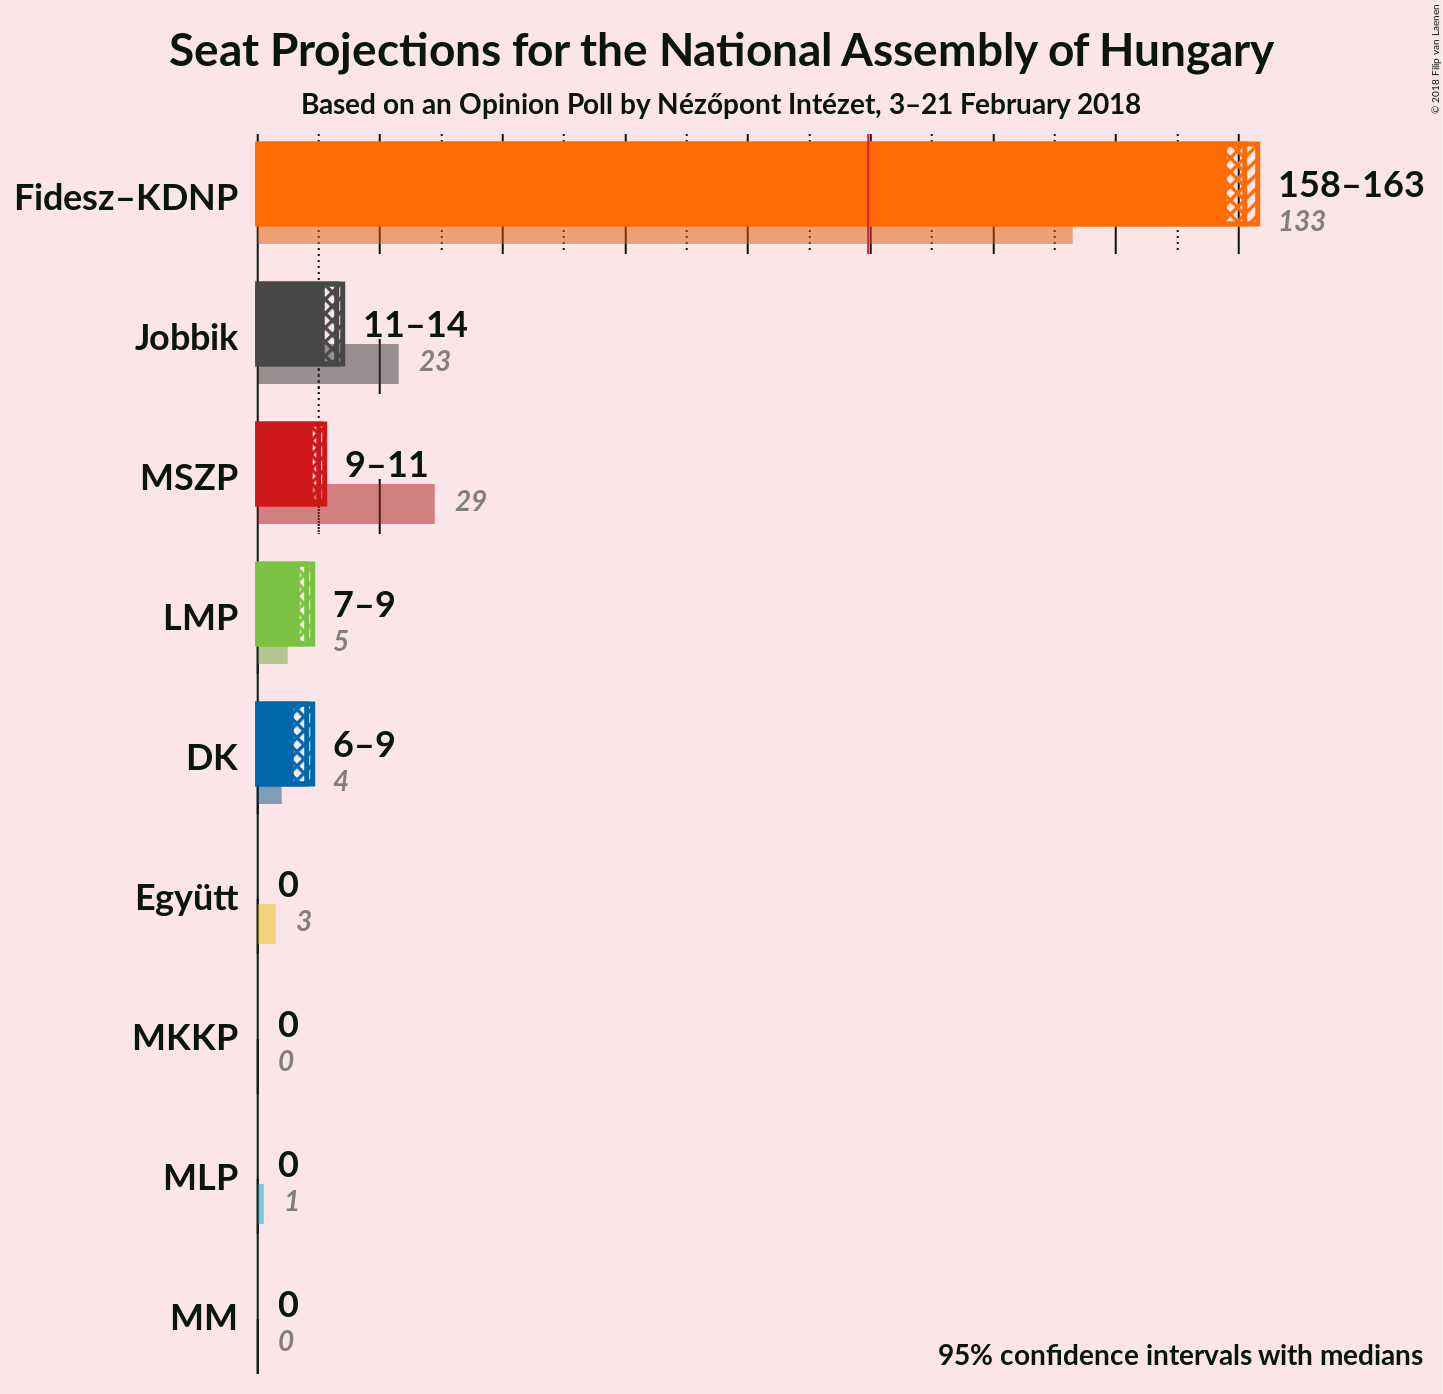 Seat Projections for the National Assembly of Hungary
Based on an Opinion Poll by Nézőpont Intézet, 3–21 February 2018
© 2018 Filip van Laenen
Fidesz–KDNP
158–163
133
Jobbik
11–14
23
MSZP
9–11
29
LMP
7–9
5
DK
6–9
4
Együtt
0
3
MKKP
0
0
MLP
0
1
MM
0
0
95% confidence intervals with medians